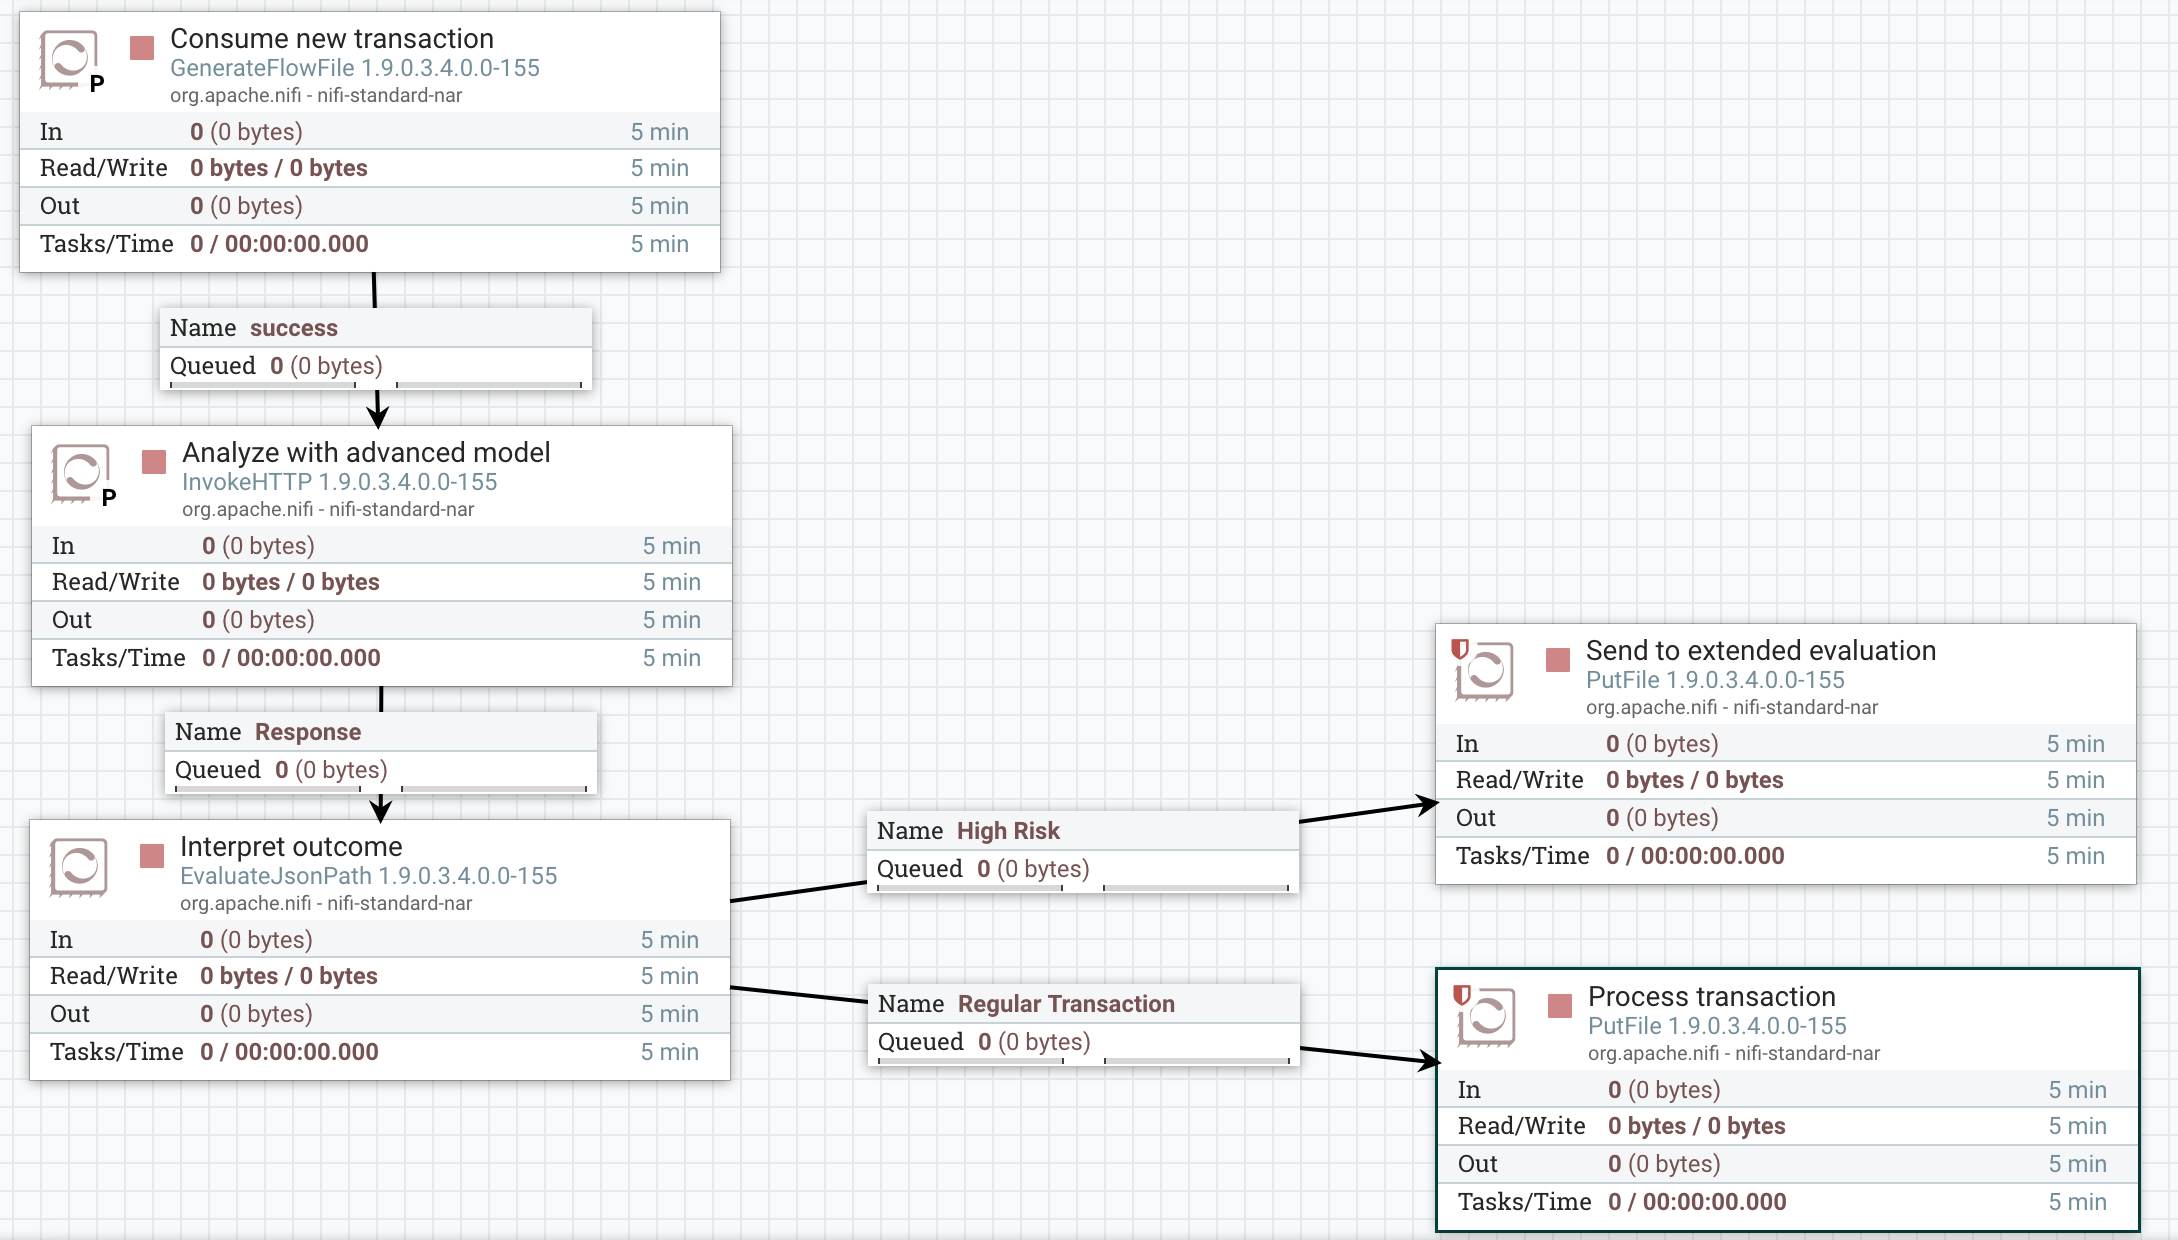 Consume new transaction
GenerateFlowFile 1.9.0.3.4.0.0-155
org.apache.nifi - nifi-standard-nar
P
In 0 (0 bytes) 5 min
Read/Write 0 bytes / 0 bytes 5 min
Out 0 (0 bytes) 5 min
Tasks/Time 0 / 00:00:00.000 5 min
Name success
Queued 0 (0 bytes)
Analyze with advanced model
InvokeHTTP 1.9.0.3.4.0.0-155
org.apache.nifi - nifi-standard-nar
P
In 0 (0 bytes) 5 min
Read/Write 0 bytes / 0 bytes 5 min
Out 0 (0 bytes) 5 min
Tasks/Time 0 / 00:00:00.000 5 min
Name Response
Queued 0 (0 bytes)
Interpret outcome
EvaluateJsonPath 1.9.0.3.4.0.0-155
org.apache.nifi - nifi-standard-nar
In 0 (0 bytes) 5 min
Read/Write 0 bytes / 0 bytes 5 min
Out 0 (0 bytes) 5 min
Tasks/Time 0 / 00:00:00.000 5 min
Name High Risk
Queued 0 (0 bytes)
Send to extended evaluation
PutFile 1.9.0.3.4.0.0-155
org.apache.nifi - nifi-standard-nar
In 0 (0 bytes) 5 min
Read/Write 0 bytes / 0 bytes 5 min
Out 0 (0 bytes) 5 min
Tasks/Time 0 / 00:00:00.000 5 min
Name Regular Transaction
Queued 0 (0 bytes)
Process transaction
PutFile 1.9.0.3.4.0.0-155
org.apache.nifi - nifi-standard-nar
In 0 (0 bytes) 5 min
Read/Write 0 bytes / 0 bytes 5 min
Out 0 (0 bytes) 5 min
Tasks/Time 0 / 00:00:00.000 5 min